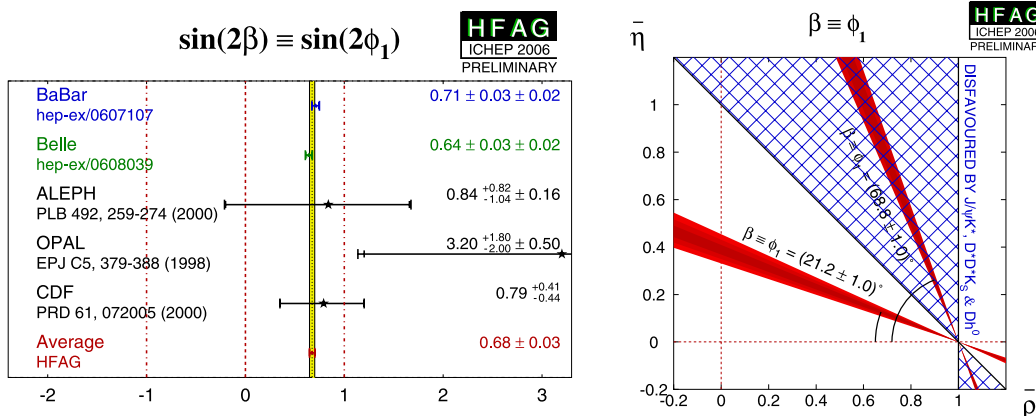 sin(2β) ≡ sin(2ϕ₁)
HFAG
ICHEP 2006
PRELIMINARY
BaBar
hep-ex/0607107
0.71 ± 0.03 ± 0.02
Belle
hep-ex/0608039
0.64 ± 0.03 ± 0.02
ALEPH
PLB 492, 259-274 (2000)
0.84 +0.82 -1.04 ± 0.16
OPAL
EPJ C5, 379-388 (1998)
3.20 +1.80 -2.00 ± 0.50
CDF
PRD 61, 072005 (2000)
0.79 +0.41 -0.44
Average
HFAG
0.68 ± 0.03
-2 -1 0 1 2 3
β ≡ ϕ₁
HFAG
ICHEP 2006
PRELIMINARY
η̄
1
0.8
0.6
0.4
0.2
0
-0.2
β ≡ ϕ₁ = (68.8 ± 1.0)°
β ≡ ϕ₁ = (21.2 ± 1.0)°
DISFAVOURED BY J/ψK*, D*D*Kₛ & Dh⁰
-0.2 0 0.2 0.4 0.6 0.8 1
ρ̄